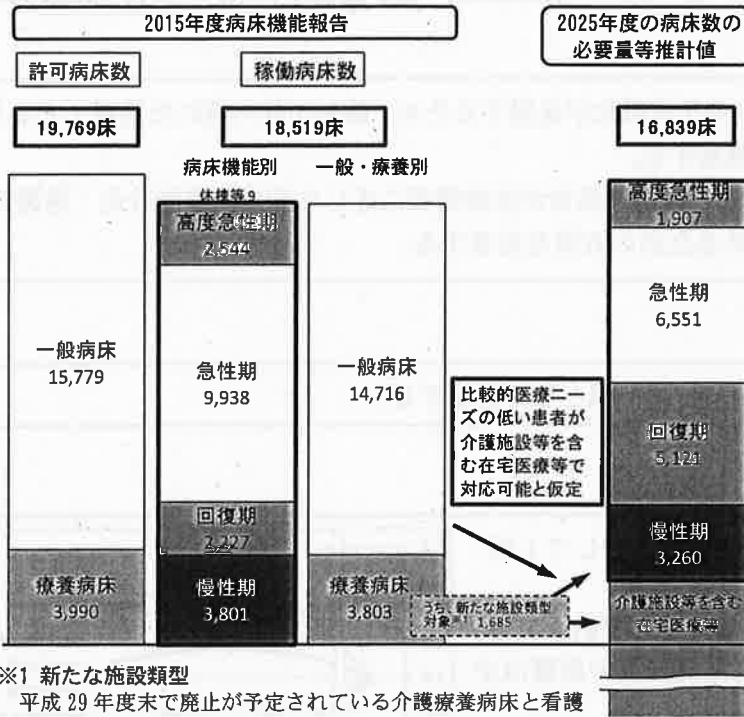 2015年度病床機能報告
2025年度の病床数の
必要量等推計値
許可病床数
稼働病床数
19,769床
18,519床
16,839床
病床機能別
一般・療養別
休棟等 9
高度急性期
2,544
急性期
9,938
回復期
2,227
慢性期
3,801
一般病床
15,779
療養病床
3,990
一般病床
14,716
療養病床
3,803
比較的医療ニー
ズの低い患者が
介護施設等を含
む在宅医療等で
対応可能と仮定
うち、新たな施設類型
対象※1 1,685
高度急性期
1,907
急性期
6,551
回復期
5,121
慢性期
3,260
介護施設等を含む
在宅医療等
※1 新たな施設類型
平成 29 年度末で廃止が予定されている介護療養病床と看護